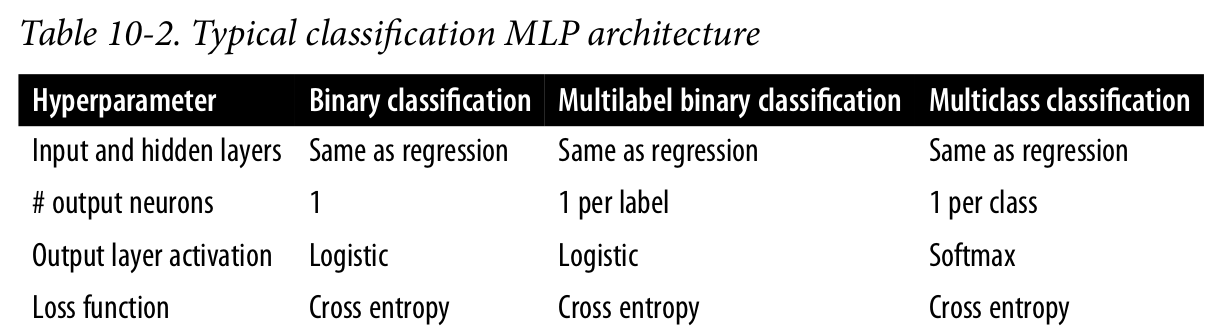 Table 10-2. Typical classification MLP architecture
Hyperparameter Binary classification Multilabel binary classification Multiclass classification
Input and hidden layers Same as regression Same as regression Same as regression
# output neurons 1 1 per label 1 per class
Output layer activation Logistic Logistic Softmax
Loss function Cross entropy Cross entropy Cross entropy